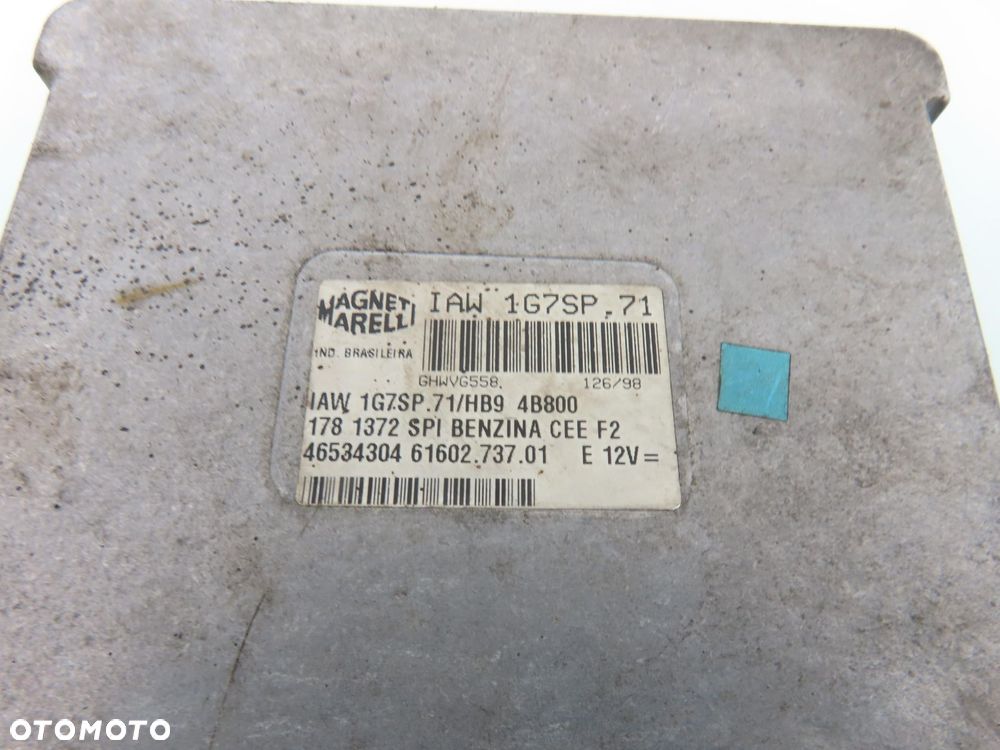 MAGNETI MARELLI
IAW 1G7SP.71
IND. BRASILEIRA
GHWVG558. 126/98
IAW 1G7SP.71/HB9 4B800
178 1372 SPI BENZINA CEE F2
46534304 61602.737.01 E 12V=
OTOMOTO